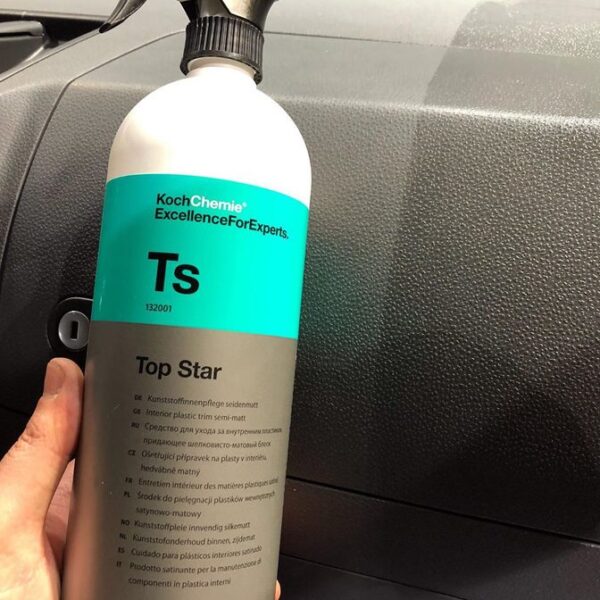 KochChemie®
ExcellenceForExperts.
Ts
132001
Top Star
DE Kunststoffinnenpflege seidenmatt
GB Interior plastic trim semi-matt
RU Средство для ухода за внутренним пластиком,
придающее шелковисто-матовый блеск
CZ Ošetřující přípravek na plasty v interiéru,
hedvábně matný
FR Entretien intérieur des matières plastiques satiné
PL Środek do pielęgnacji plastików wewnętrznych
satynowo-matowy
NO Kunststoffpleie innvendig silkematt
NL Kunststofonderhoud binnen, zijdemat
ES Cuidado para plásticos interiores satinado
IT Prodotto satinante per la manutenzione di
componenti in plastica interni